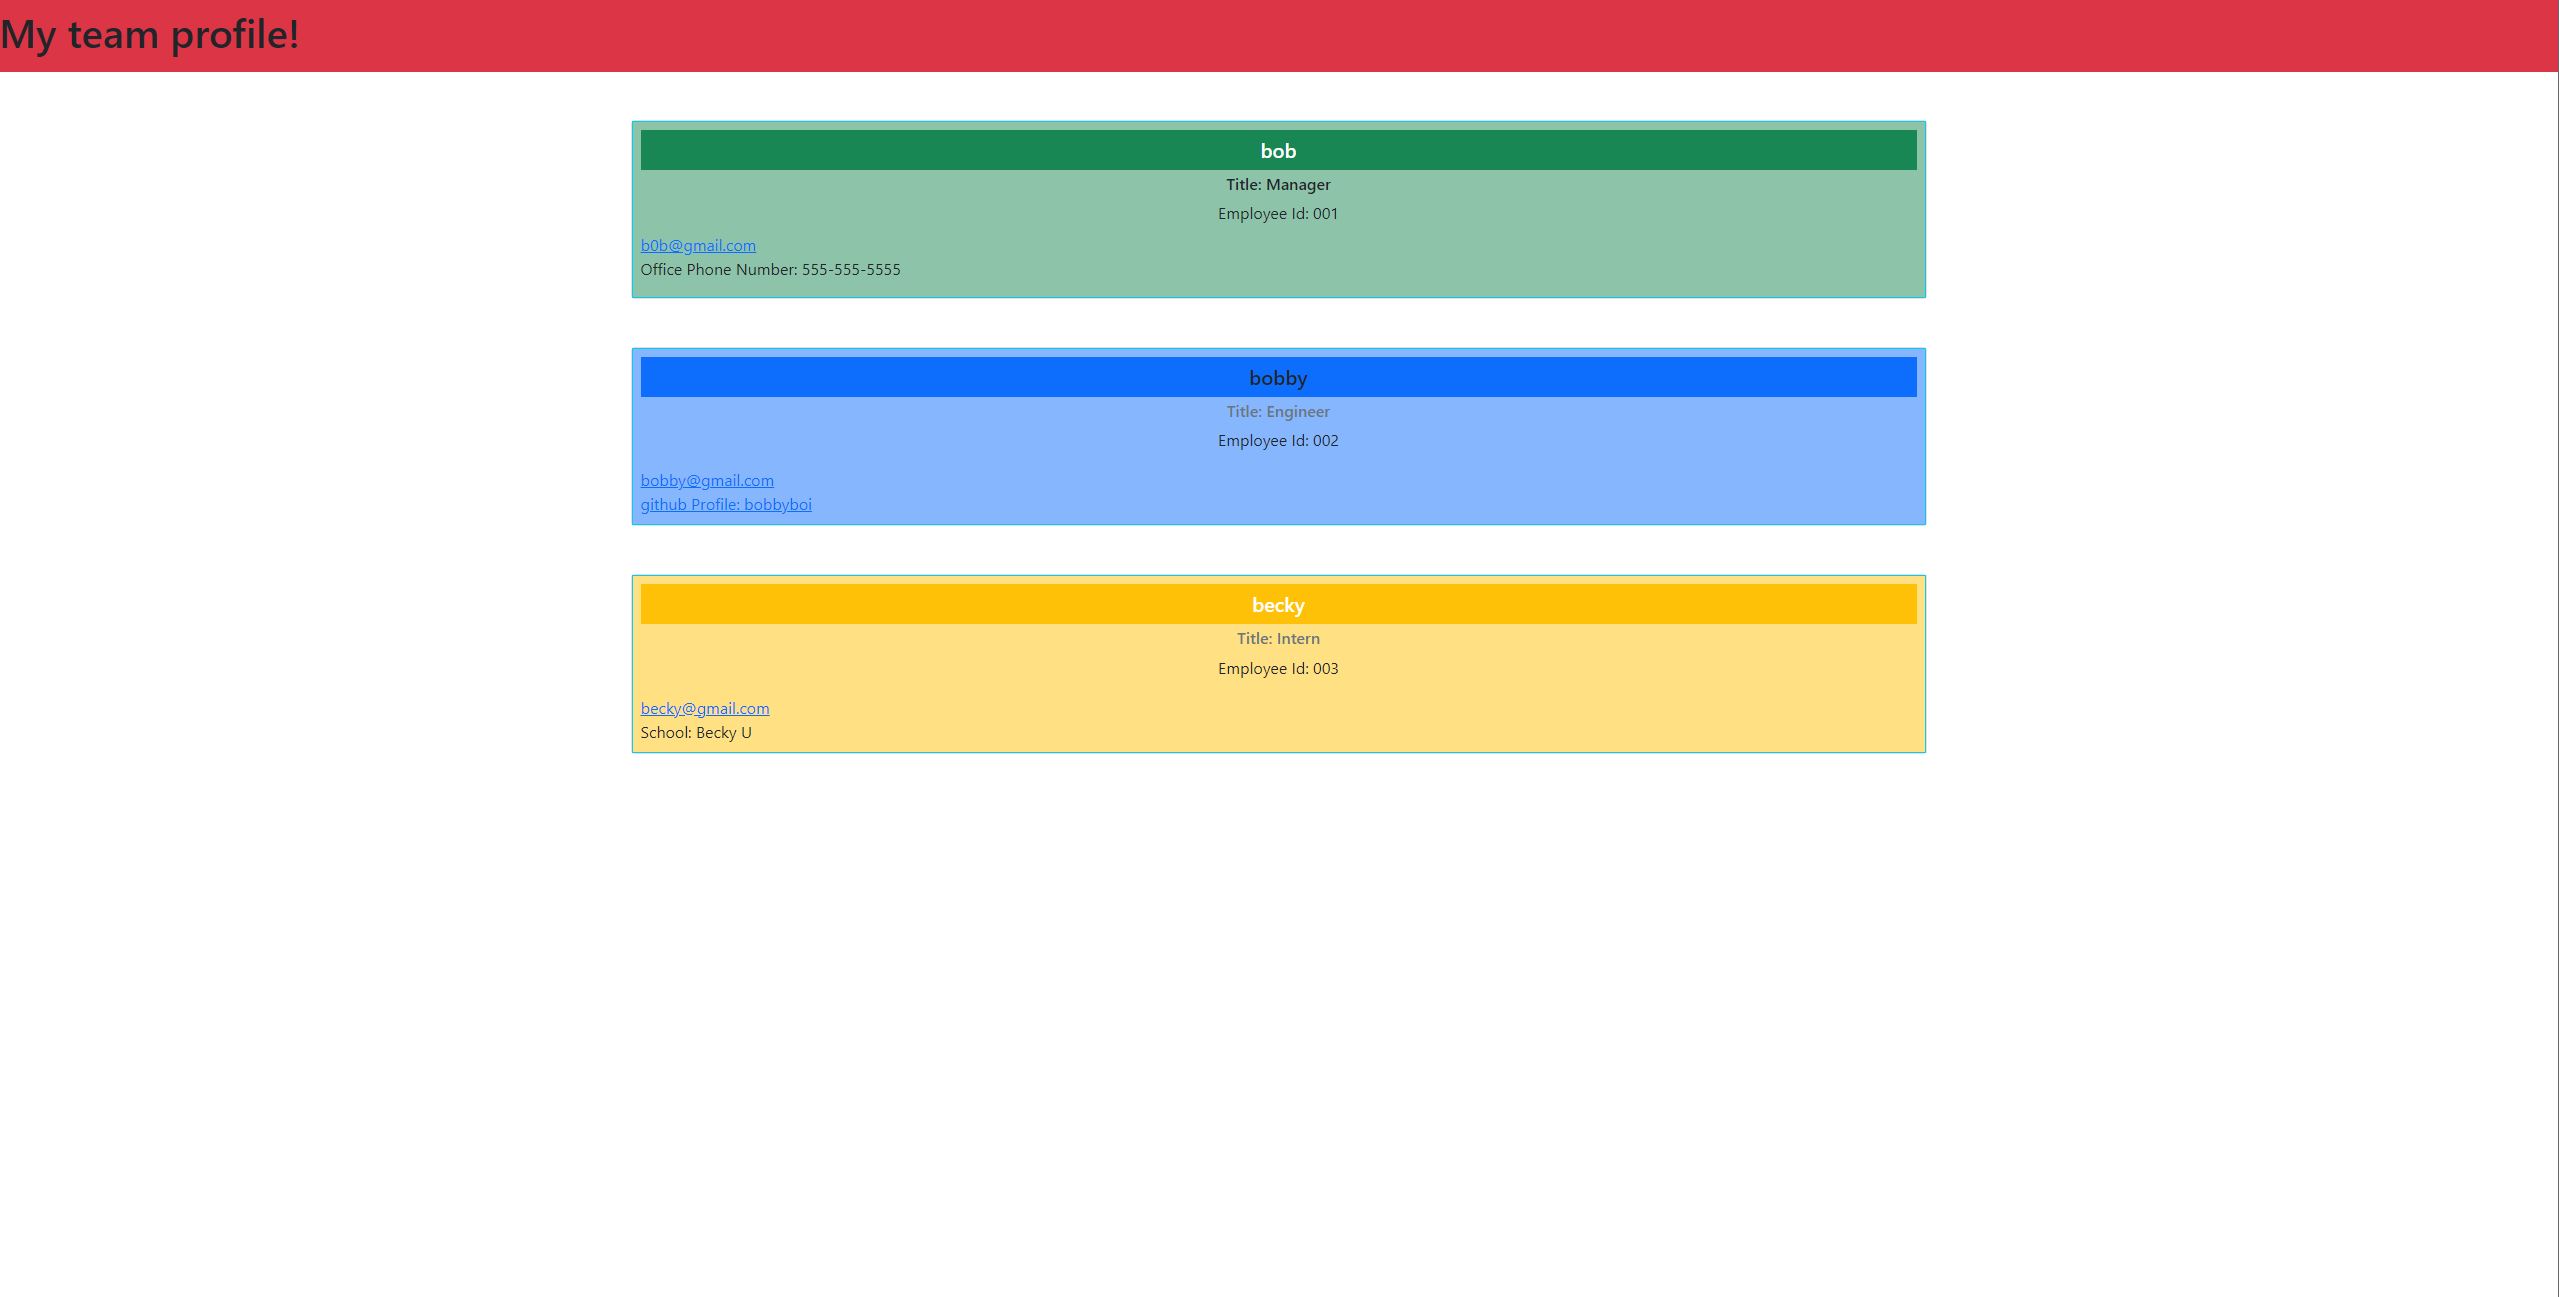 My team profile!
bob
Title: Manager
Employee Id: 001
b0b@gmail.com
Office Phone Number: 555-555-5555
bobby
Title: Engineer
Employee Id: 002
bobby@gmail.com
github Profile: bobbyboi
becky
Title: Intern
Employee Id: 003
becky@gmail.com
School: Becky U